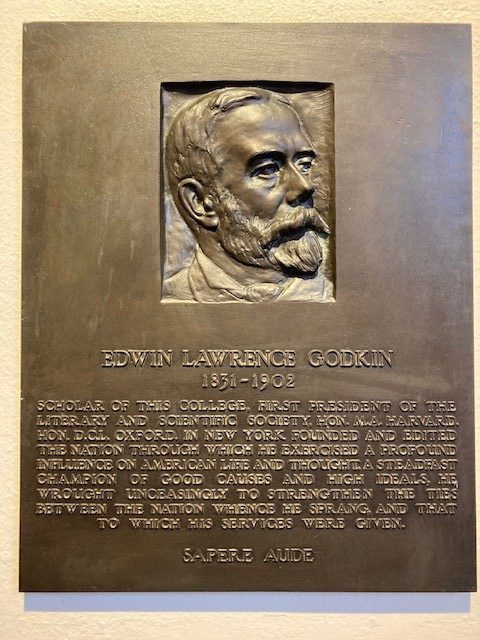 EDWIN LAWRENCE GODKIN
1831-1902
SCHOLAR OF THIS COLLEGE, FIRST PRESIDENT OF THE
LITERARY AND SCIENTIFIC SOCIETY, HON. M.A. HARVARD,
HON. D.C.L. OXFORD. IN NEW YORK FOUNDED AND EDITED
THE NATION THROUGH WHICH HE EXERCISED A PROFOUND
INFLUENCE ON AMERICAN LIFE AND THOUGHT. A STEADFAST
CHAMPION OF GOOD CAUSES AND HIGH IDEALS, HE
WROUGHT UNCEASINGLY TO STRENGTHEN THE TIES
BETWEEN THE NATION WHENCE HE SPRANG, AND THAT
TO WHICH HIS SERVICES WERE GIVEN.
SAPERE AUDE